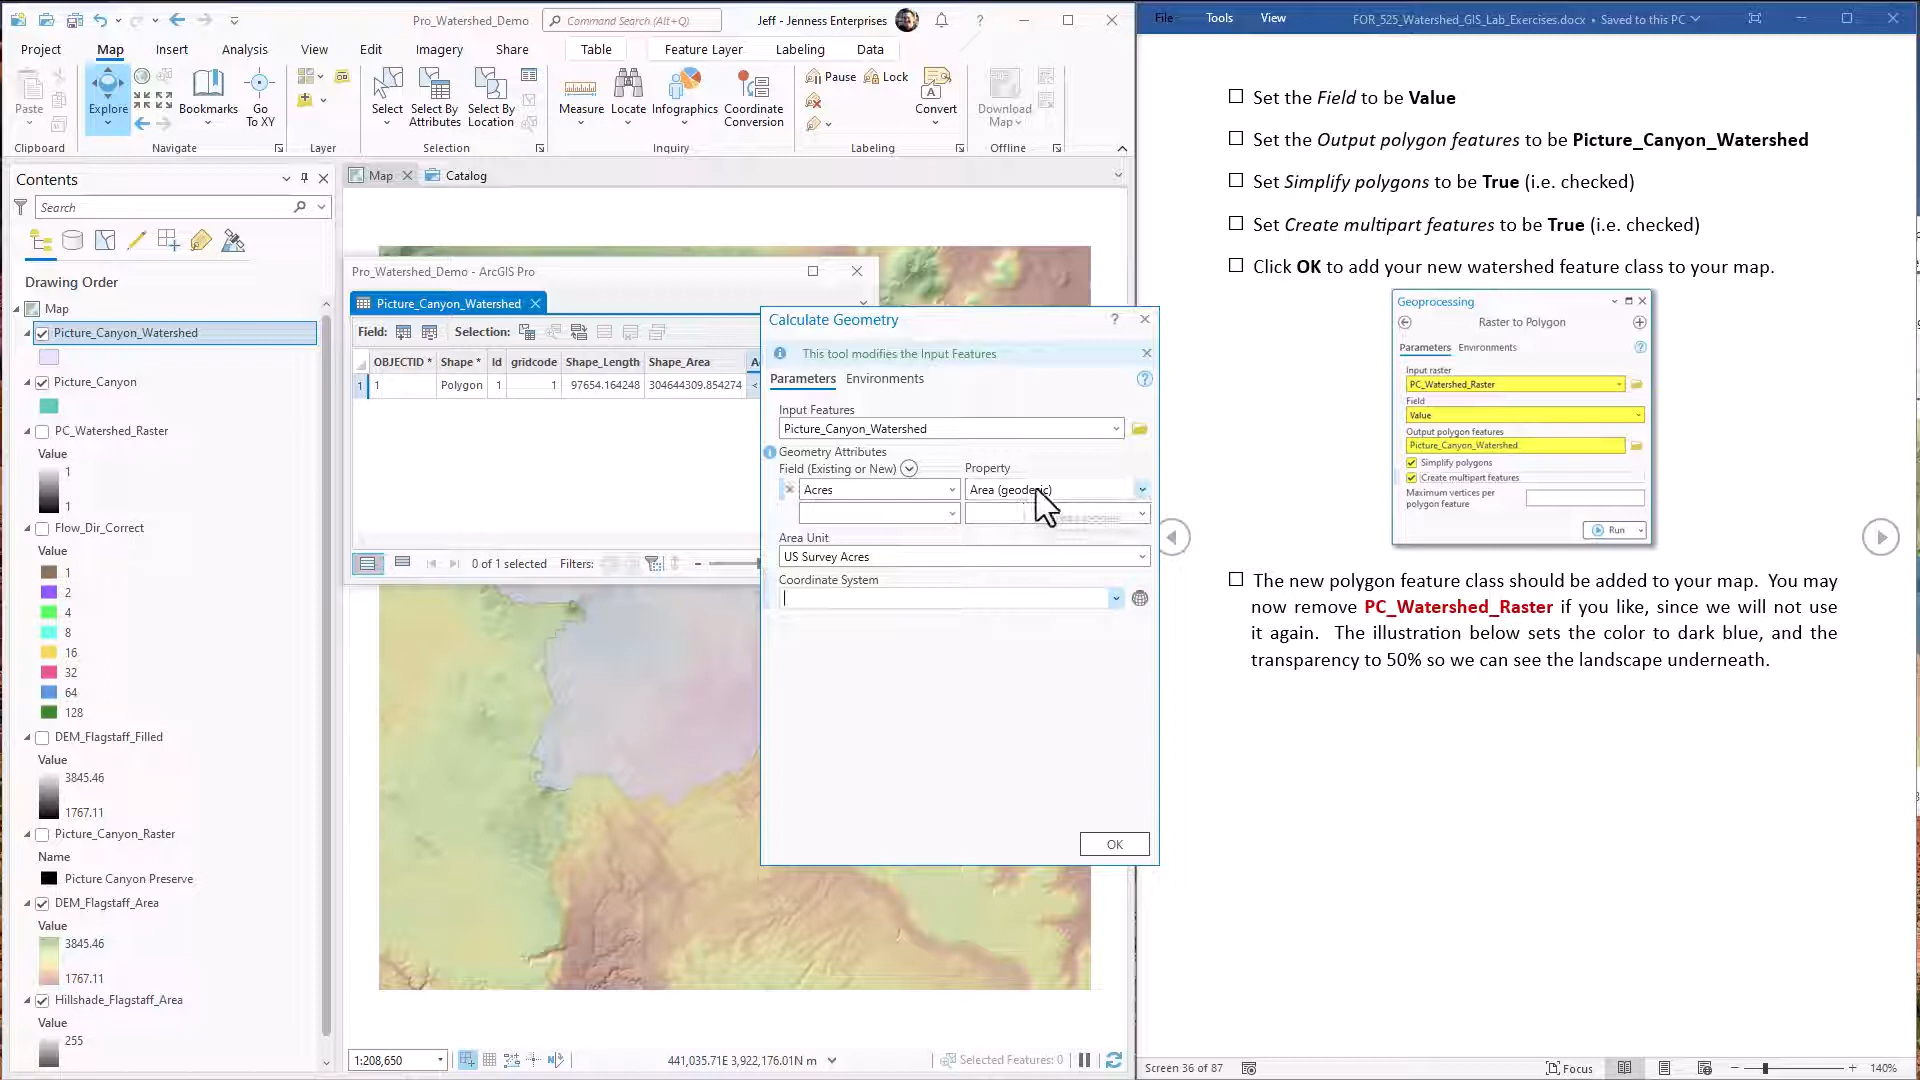 Pro_Watershed_Demo
Command Search (Alt+Q)
Jeff - Jenness Enterprises
?
Project
Map
Insert
Analysis
View
Edit
Imagery
Share
Table
Feature Layer
Labeling
Data
Paste
Explore
Bookmarks
Go To XY
Select
Select By Attributes
Select By Location
Measure
Locate
Infographics
Coordinate Conversion
Pause
Lock
Convert
Download Map
Clipboard
Navigate
Layer
Selection
Inquiry
Labeling
Offline
Contents
Search
Drawing Order
Map
Picture_Canyon_Watershed
Picture_Canyon
PC_Watershed_Raster
Value
1
1
Flow_Dir_Correct
Value
1
2
4
8
16
32
64
128
DEM_Flagstaff_Filled
Value
3845.46
1767.11
Picture_Canyon_Raster
Name
Picture Canyon Preserve
DEM_Flagstaff_Area
Value
3845.46
1767.11
Hillshade_Flagstaff_Area
Value
255
Map
Catalog
Pro_Watershed_Demo - ArcGIS Pro
Picture_Canyon_Watershed
Field:
Selection:
OBJECTID * Shape * Id gridcode Shape_Length Shape_Area
1 1 Polygon 1 1 97654.164248 304644309.854274
0 of 1 selected
Filters:
Calculate Geometry
?
This tool modifies the Input Features
Parameters Environments
Input Features
Picture_Canyon_Watershed
Geometry Attributes
Field (Existing or New) Property
Acres Area (geodesic)
Area Unit
US Survey Acres
Coordinate System
OK
1:208,650
441,035.71E 3,922,176.01N m
Selected Features: 0
File
Tools
View
FOR_525_Watershed_GIS_Lab_Exercises.docx • Saved to this PC
Set the Field to be Value
Set the Output polygon features to be Picture_Canyon_Watershed
Set Simplify polygons to be True (i.e. checked)
Set Create multipart features to be True (i.e. checked)
Click OK to add your new watershed feature class to your map.
Geoprocessing
Raster to Polygon
Parameters Environments
Input raster
PC_Watershed_Raster
Field
Value
Output polygon features
Picture_Canyon_Watershed
Simplify polygons
Create multipart features
Maximum vertices per
polygon feature
Run
The new polygon feature class should be added to your map. You may
now remove PC_Watershed_Raster if you like, since we will not use
it again. The illustration below sets the color to dark blue, and the
transparency to 50% so we can see the landscape underneath.
Screen 36 of 87
Focus
140%